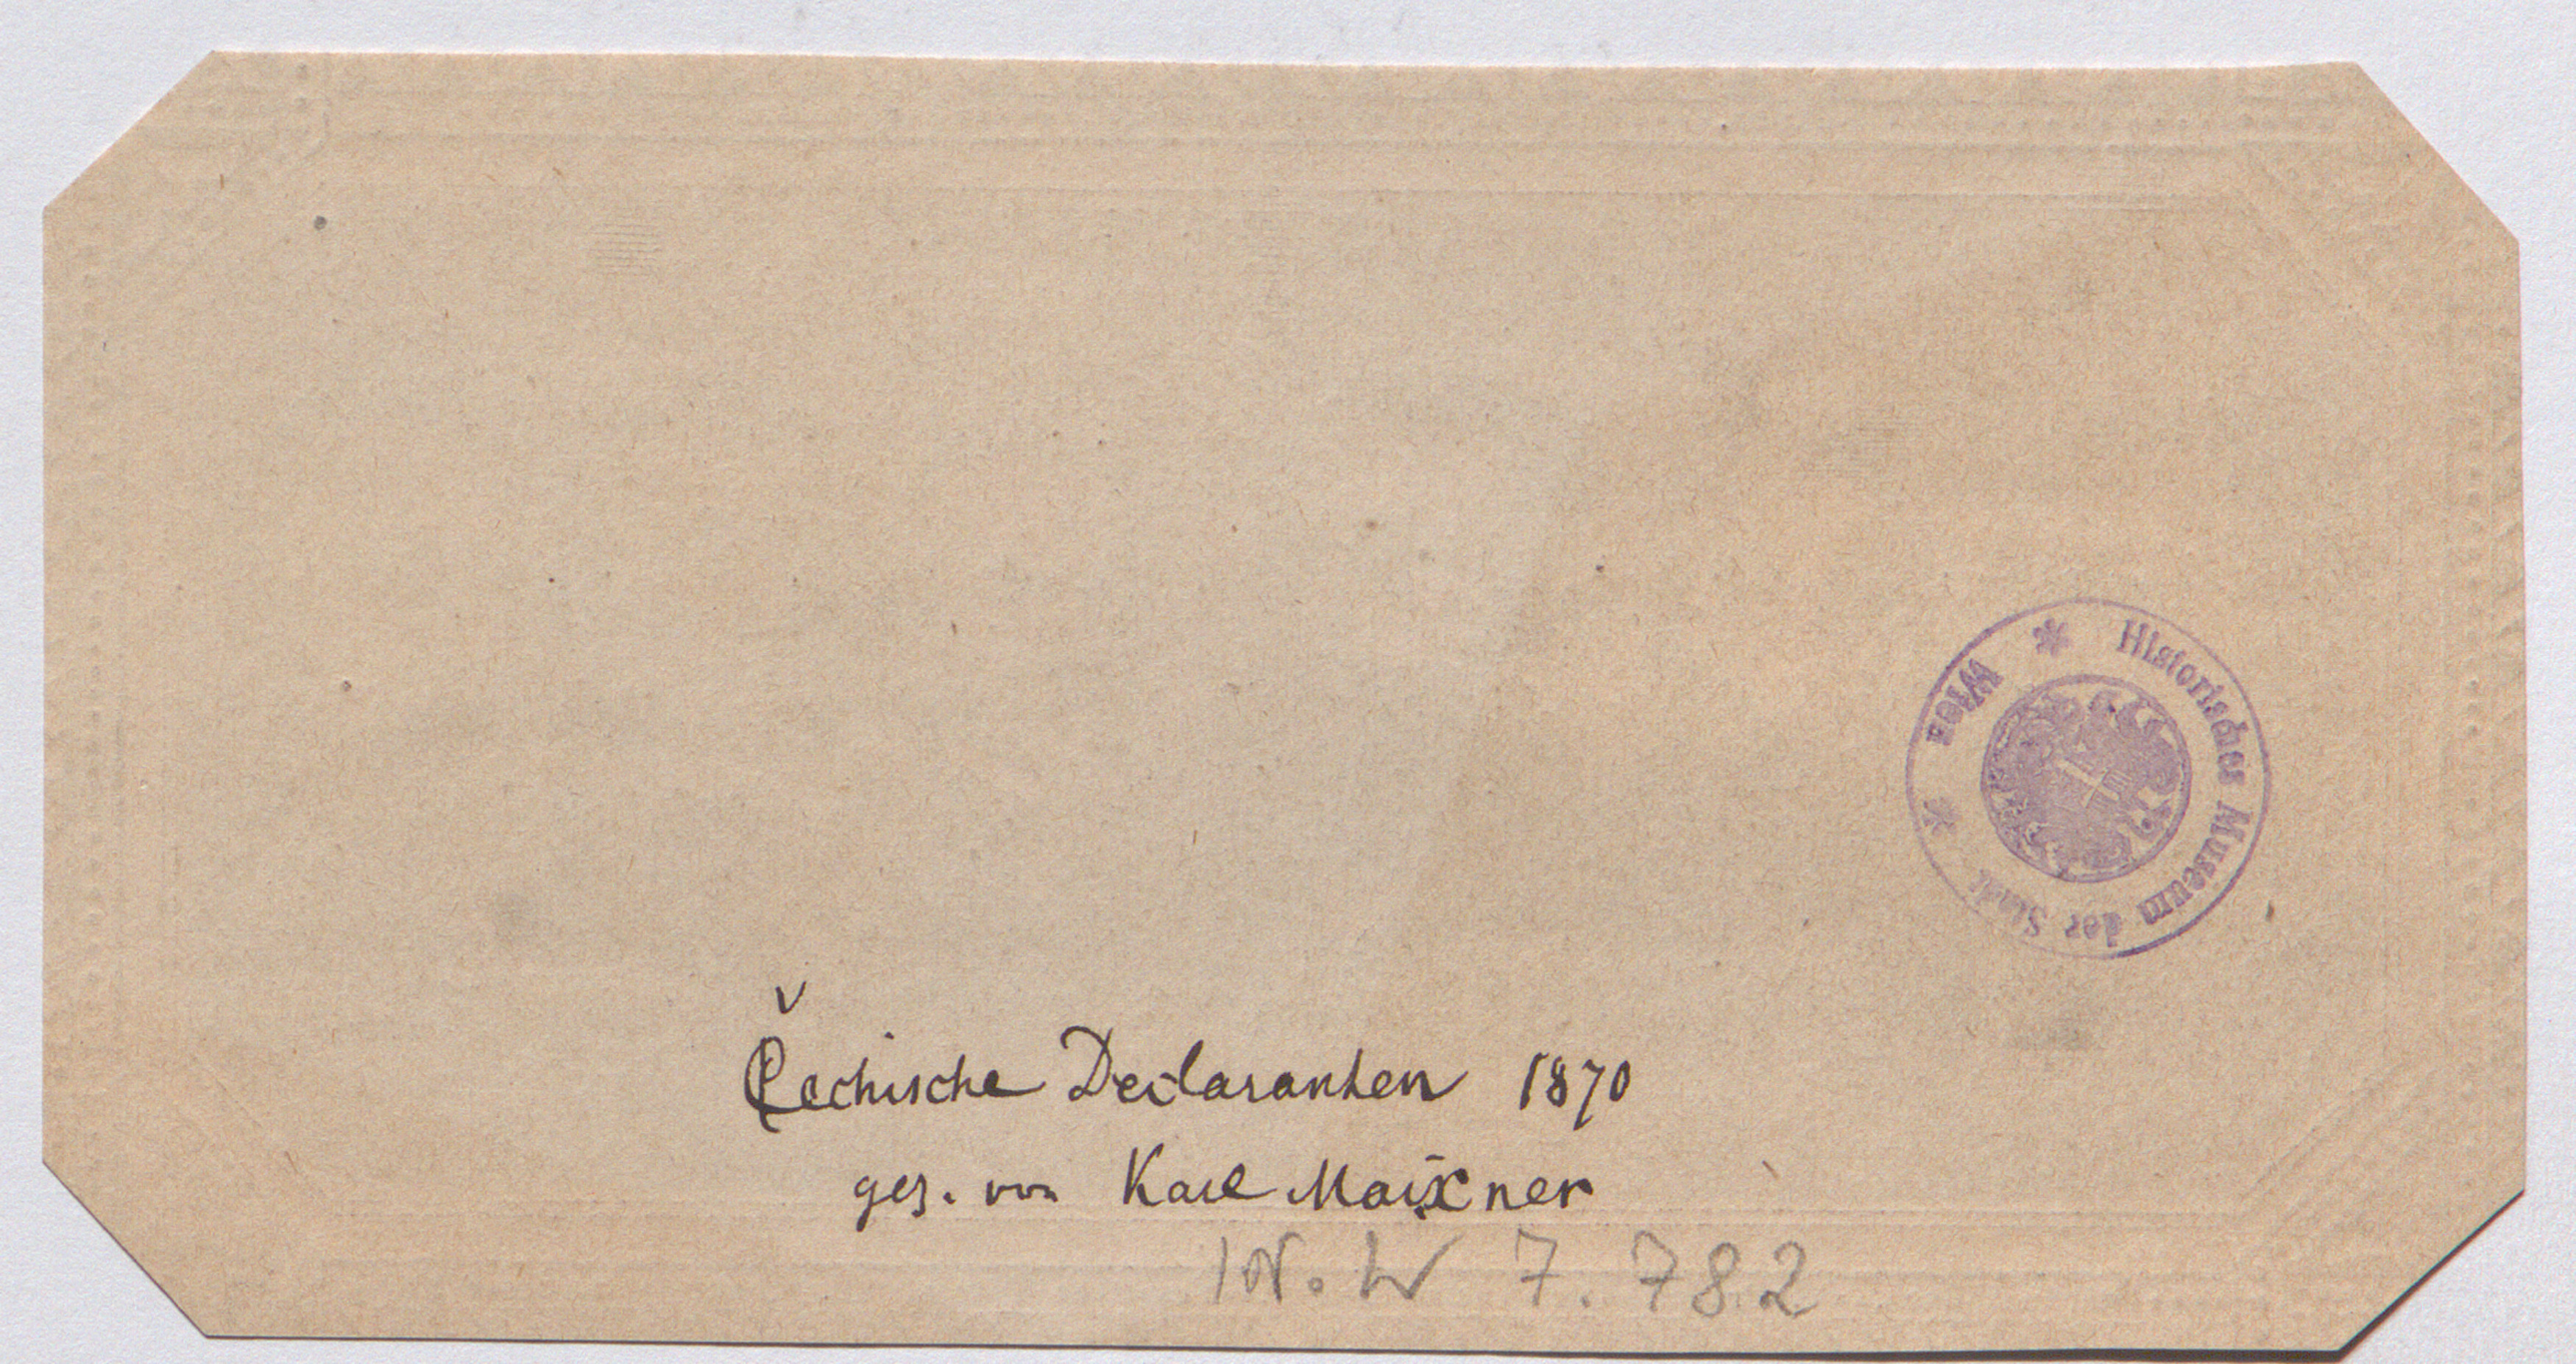 Historisches Museum der Stadt
* Wien *
Čechische Declaranten 1870
gez. von Karl Maixner
IN. W 7.782